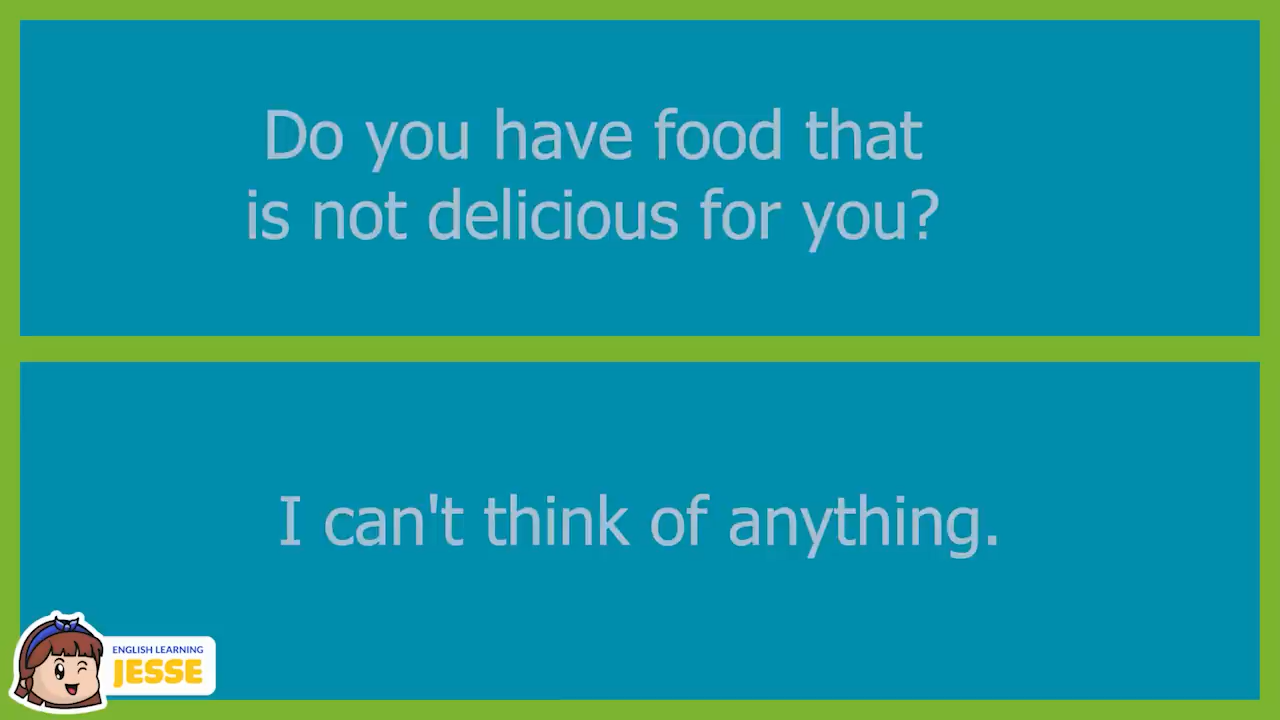 Do you have food that
is not delicious for you?
I can't think of anything.
ENGLISH LEARNING
JESSE